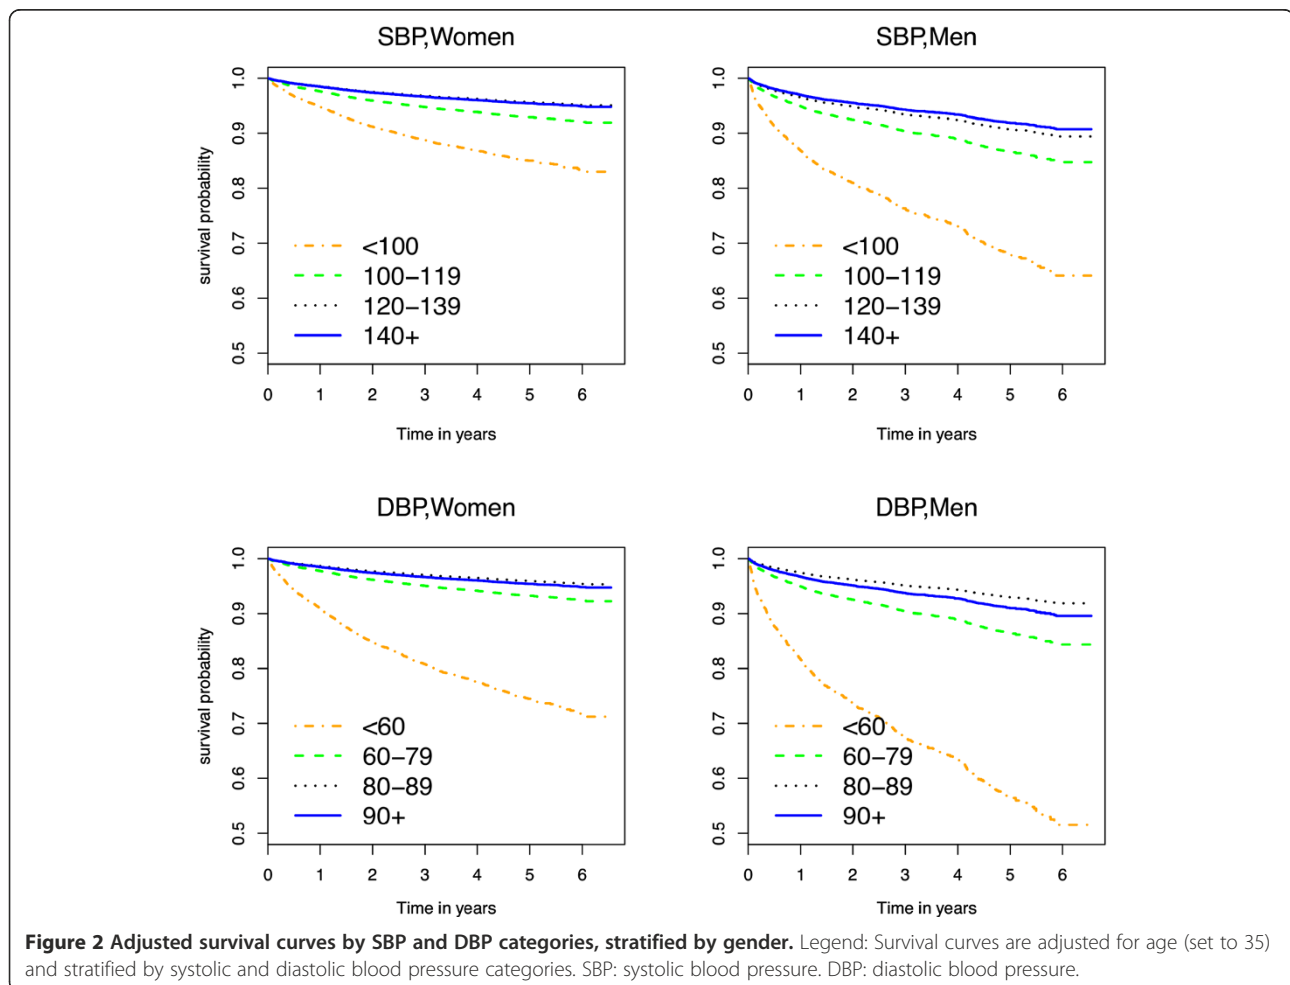 SBP,Women
survival probability
1.0
0.9
0.8
0.7
0.6
0.5
<100
100−119
120−139
140+
0 1 2 3 4 5 6
Time in years
SBP,Men
1.0
0.9
0.8
0.7
0.6
0.5
<100
100−119
120−139
140+
0 1 2 3 4 5 6
Time in years
DBP,Women
survival probability
1.0
0.9
0.8
0.7
0.6
0.5
<60
60−79
80−89
90+
0 1 2 3 4 5 6
Time in years
DBP,Men
1.0
0.9
0.8
0.7
0.6
0.5
<60
60−79
80−89
90+
0 1 2 3 4 5 6
Time in years
Figure 2 Adjusted survival curves by SBP and DBP categories, stratified by gender. Legend: Survival curves are adjusted for age (set to 35)
and stratified by systolic and diastolic blood pressure categories. SBP: systolic blood pressure. DBP: diastolic blood pressure.